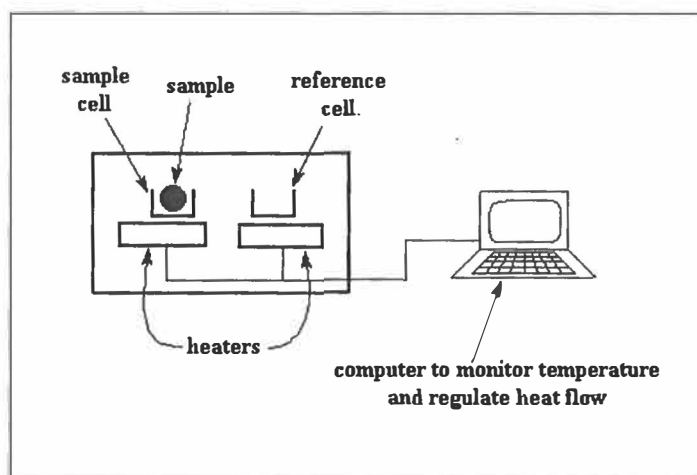 sample
cell
sample
reference
cell.
heaters
computer to monitor temperature
and regulate heat flow